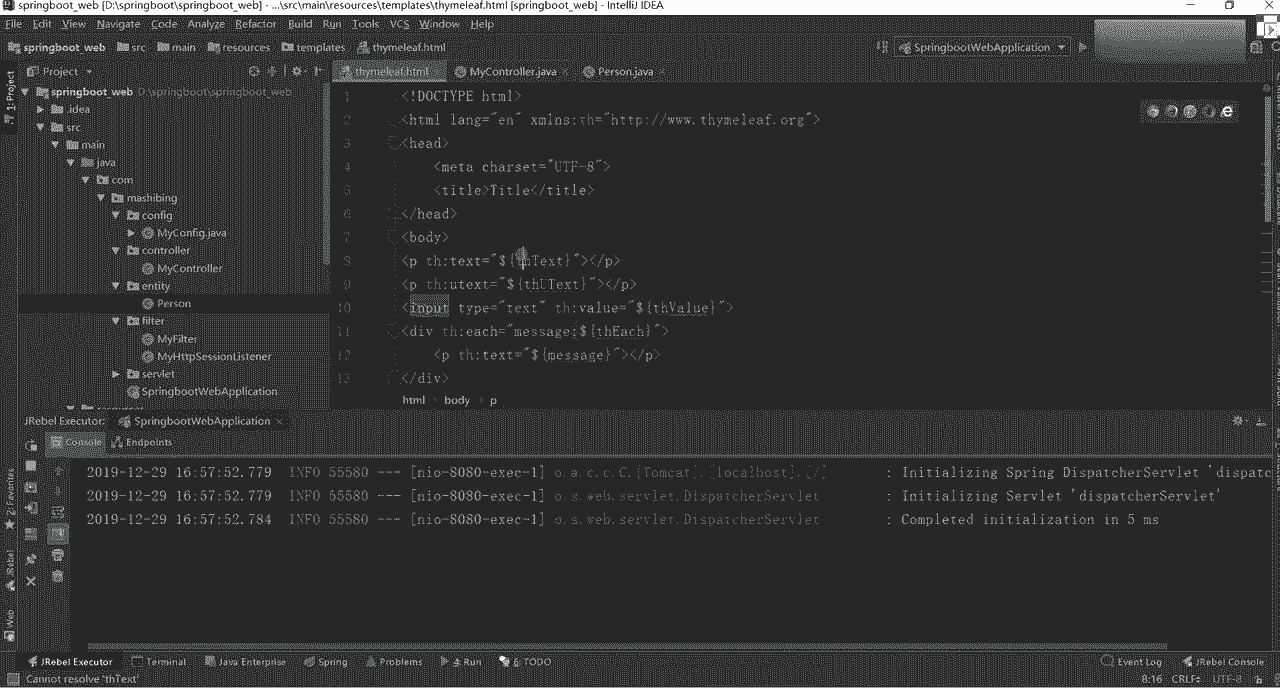 springboot_web [D:\springboot\springboot_web] - ...\src\main\resources\templates\thymeleaf.html [springboot_web] - IntelliJ IDEA
File Edit View Navigate Code Analyze Refactor Build Run Tools VCS Window Help
springboot_web src main resources templates thymeleaf.html SpringbootWebApplication
1: Project
Project
thymeleaf.html MyController.java Person.java
springboot_web D:\springboot\springboot_web
.idea
src
main
java
com
mashibing
config
MyConfig.java
controller
MyController
entity
Person
filter
MyFilter
MyHttpSessionListener
servlet
SpringbootWebApplication
resources
1 <!DOCTYPE html>
2 <html lang="en" xmlns:th="http://www.thymeleaf.org">
3 <head>
4 <meta charset="UTF-8">
5 <title>Title</title>
6 </head>
7 <body>
8 <p th:text="${thText}"></p>
9 <p th:utext="${thUText}"></p>
10 <input type="text" th:value="${thValue}">
11 <div th:each="message:${thEach}">
12 <p th:text="${message}"></p>
13 </div>
html body p
JRebel Executor: SpringbootWebApplication
Console Endpoints
2019-12-29 16:57:52.779 INFO 55580 --- [nio-8080-exec-1] o.a.c.c.C.[Tomcat].[localhost].[/] : Initializing Spring DispatcherServlet 'dispatc
2019-12-29 16:57:52.779 INFO 55580 --- [nio-8080-exec-1] o.s.web.servlet.DispatcherServlet : Initializing Servlet 'dispatcherServlet'
2019-12-29 16:57:52.784 INFO 55580 --- [nio-8080-exec-1] o.s.web.servlet.DispatcherServlet : Completed initialization in 5 ms
2: Favorites
JRebel
Web
JRebel Executor Terminal Java Enterprise Spring Problems 4: Run 6: TODO Event Log JRebel Console
Cannot resolve 'thText' 8:16 CRLF UTF-8